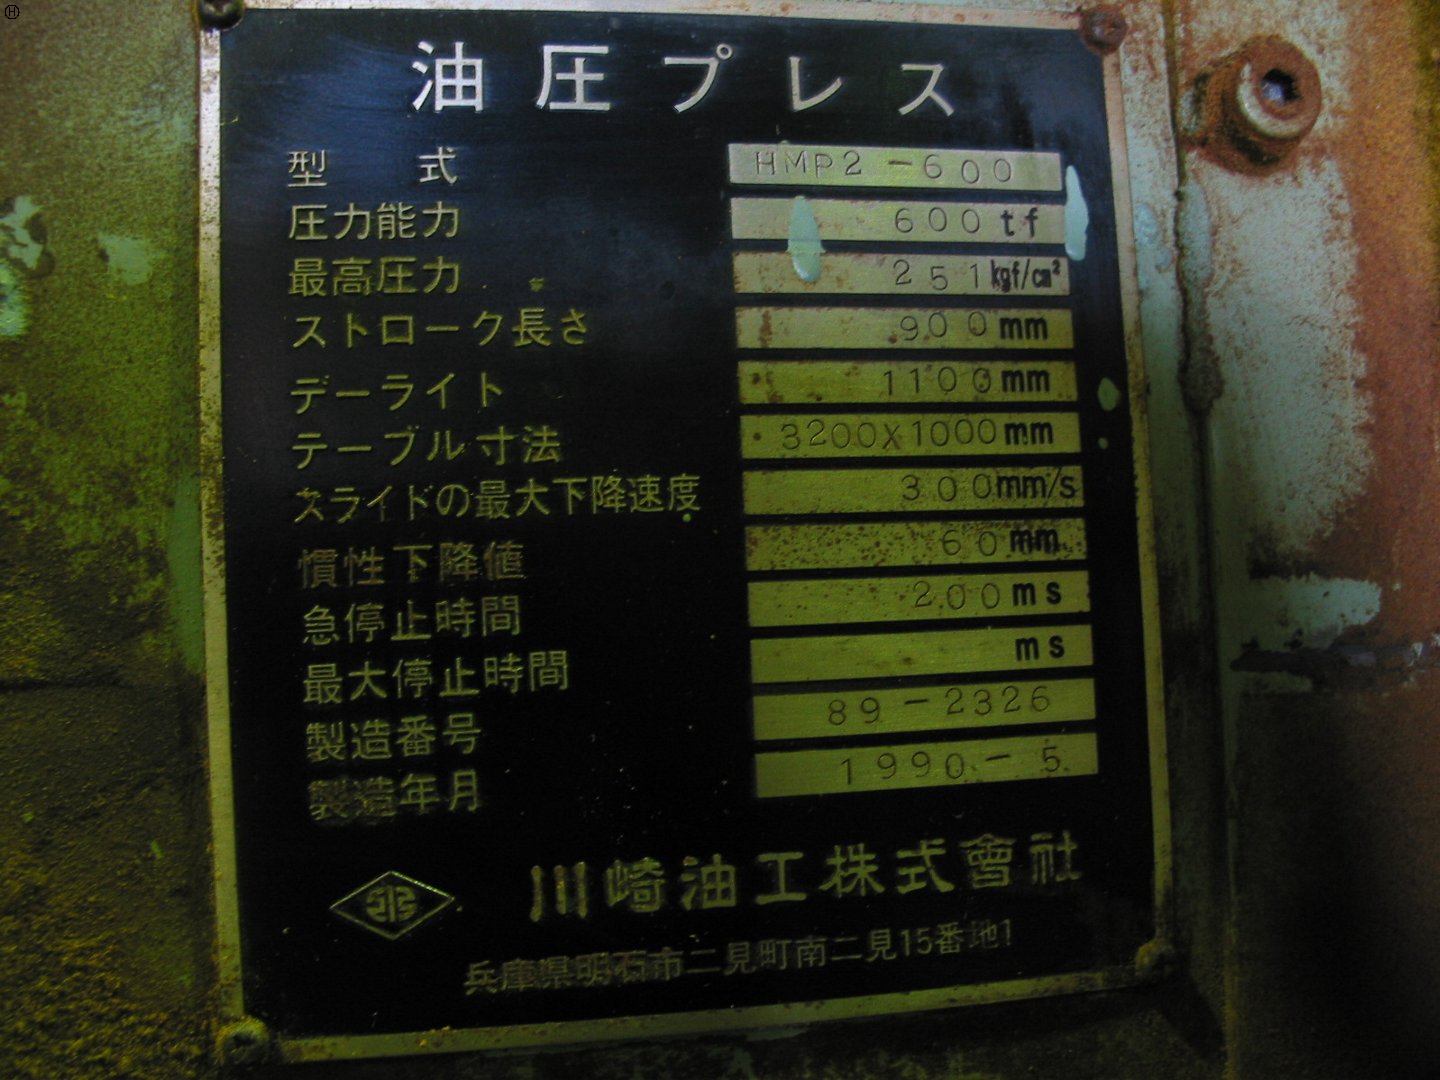 Ⓗ
油圧プレス
型式 HMP2-600
圧力能力 600tf
最高圧力 251kgf/cm²
ストローク長さ 900mm
デーライト 1100mm
テーブル寸法 3200X1000mm
スライドの最大下降速度 300mm/s
慣性下降値 60mm
急停止時間 200ms
最大停止時間 ms
製造番号 89-2326
製造年月 1990-5
川崎油工株式會社
兵庫県明石市二見町南二見15番地1